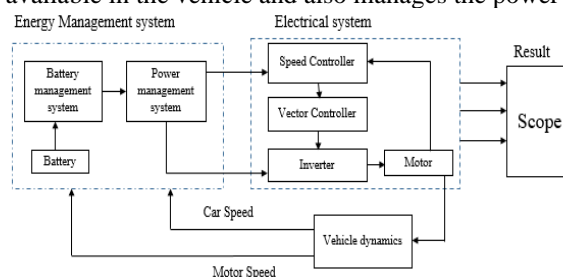 available in the vehicle and also manages the power
Energy Management system
Electrical system
Result
Battery
management
system
Power
management
system
Speed Controller
Vector Controller
Scope
Battery
Inverter
Motor
Car Speed
Vehicle dynamics
Motor Speed